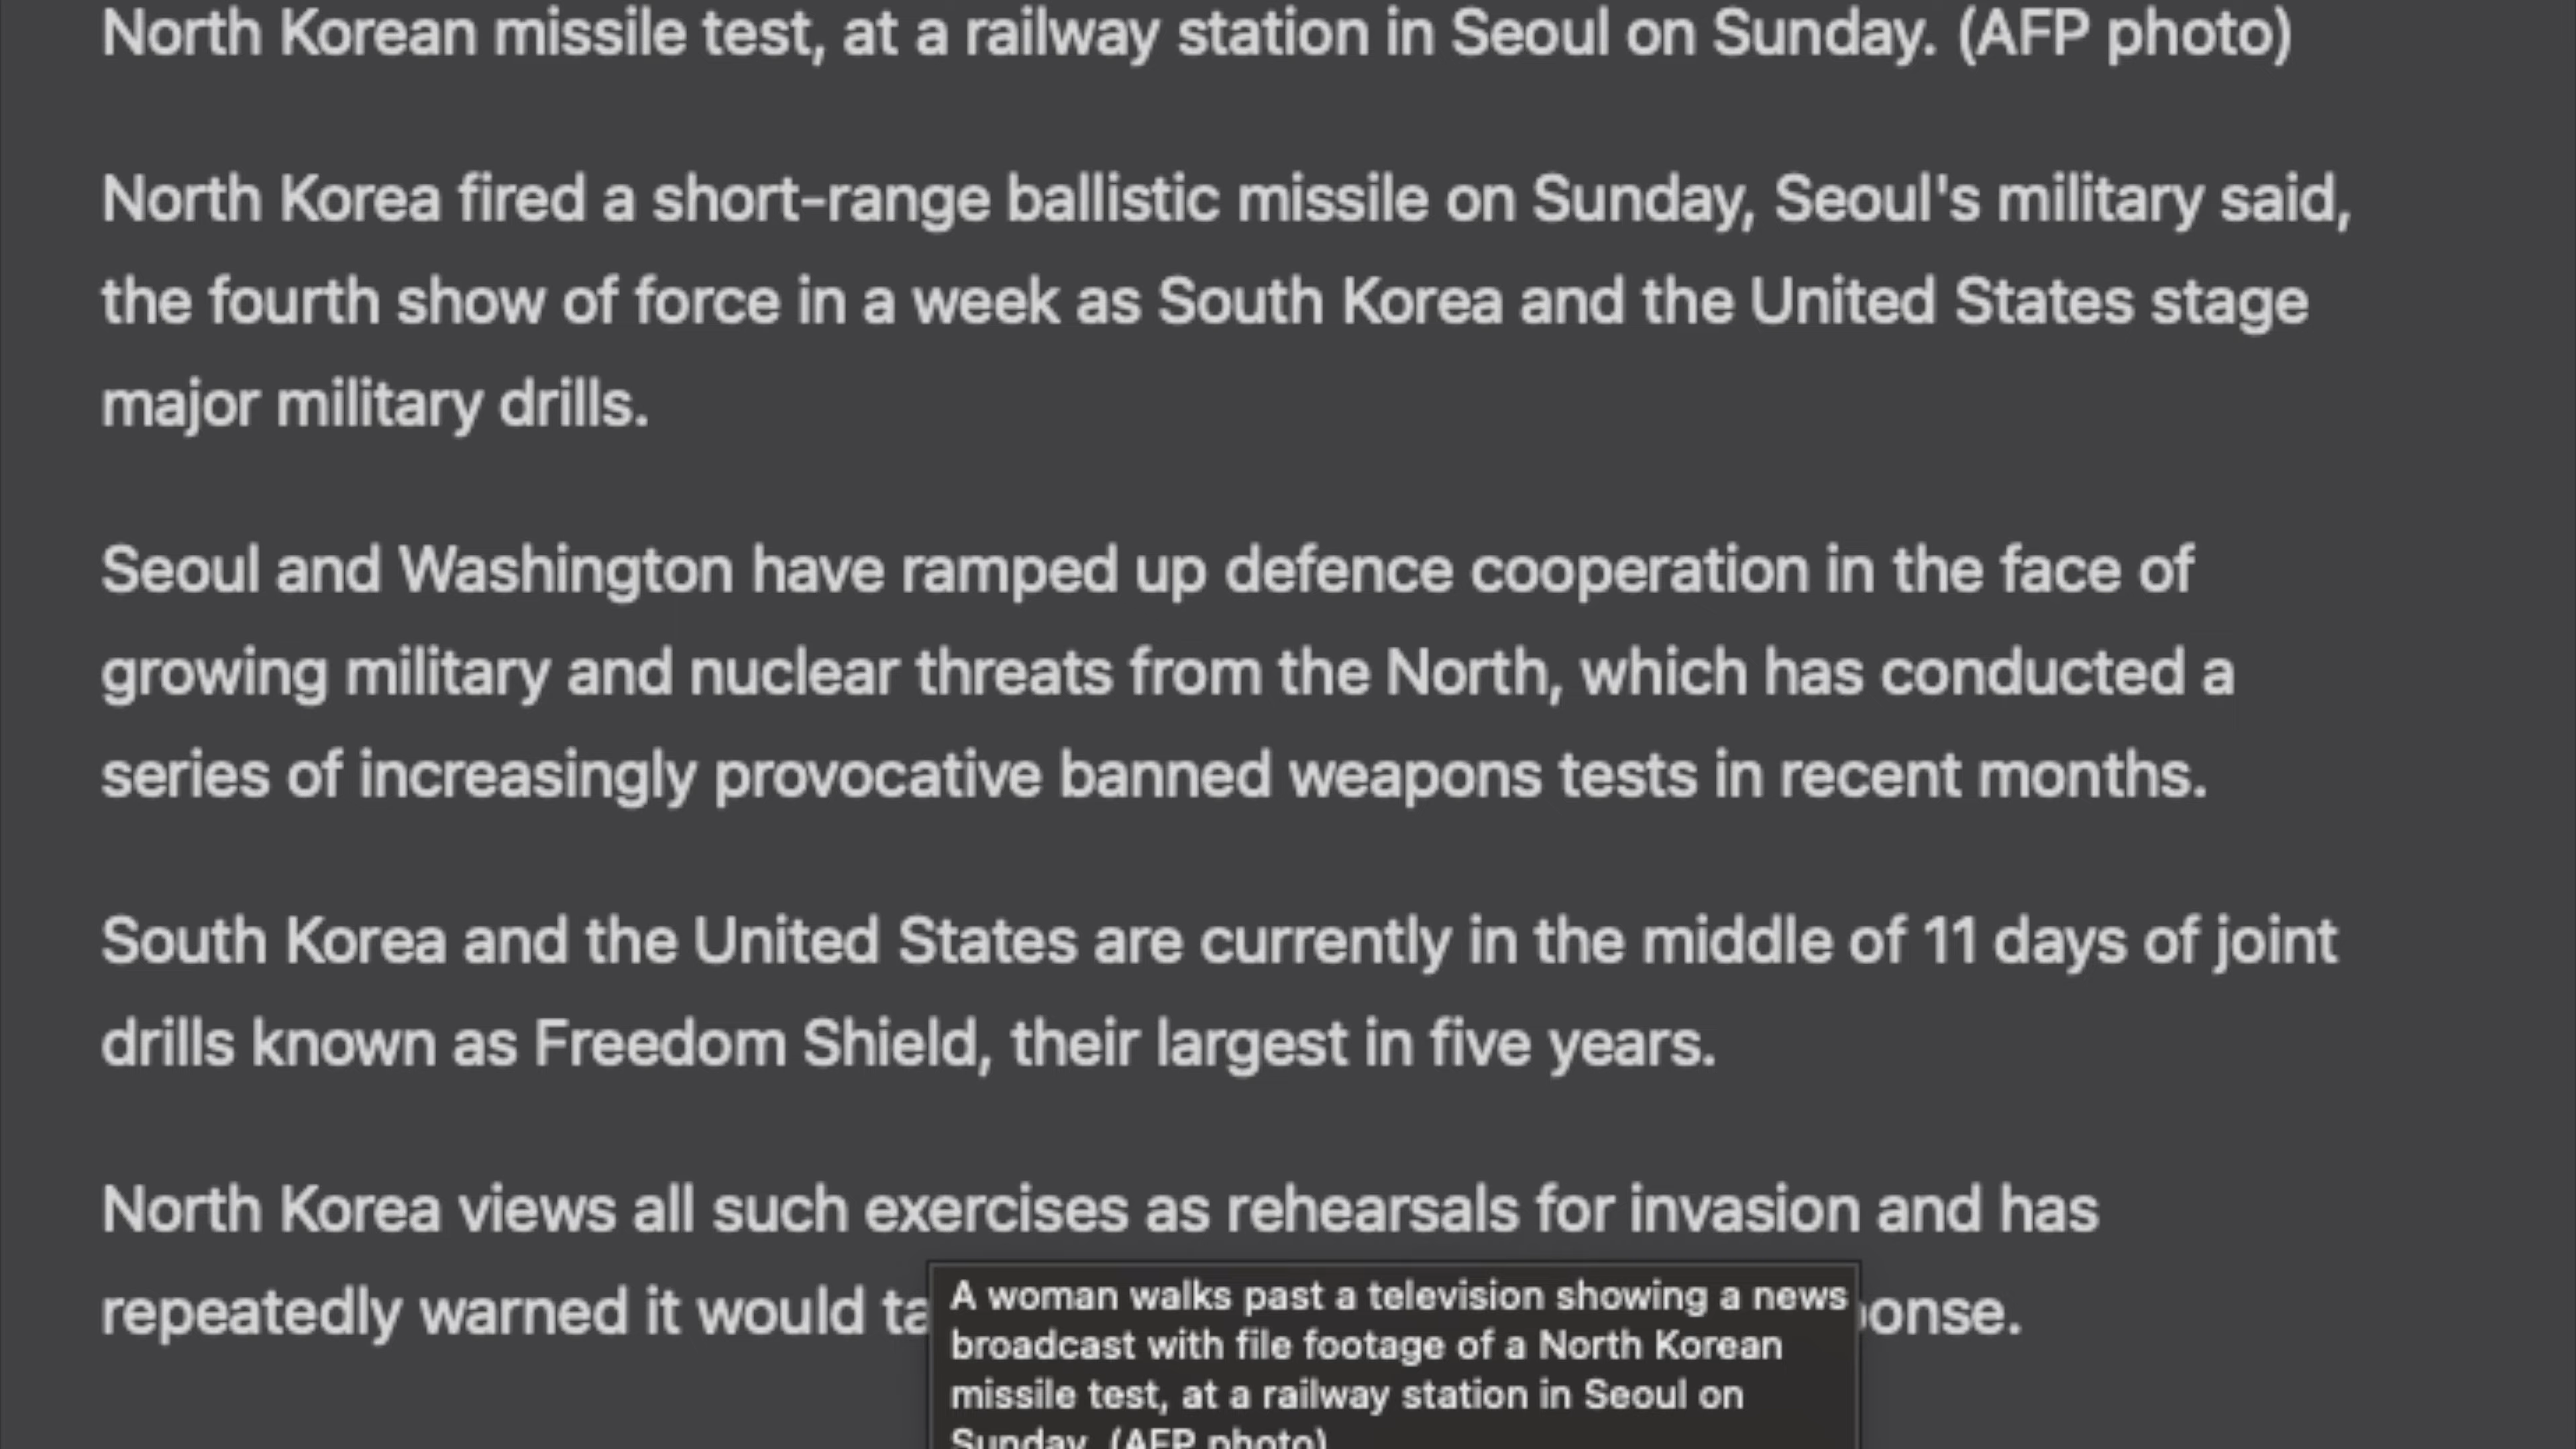 North Korean missile test, at a railway station in Seoul on Sunday. (AFP photo)
North Korea fired a short-range ballistic missile on Sunday, Seoul's military said,
the fourth show of force in a week as South Korea and the United States stage
major military drills.
Seoul and Washington have ramped up defence cooperation in the face of
growing military and nuclear threats from the North, which has conducted a
series of increasingly provocative banned weapons tests in recent months.
South Korea and the United States are currently in the middle of 11 days of joint
drills known as Freedom Shield, their largest in five years.
North Korea views all such exercises as rehearsals for invasion and has
repeatedly warned it would ta
onse.
A woman walks past a television showing a news
broadcast with file footage of a North Korean
missile test, at a railway station in Seoul on
Sunday. (AFP photo)